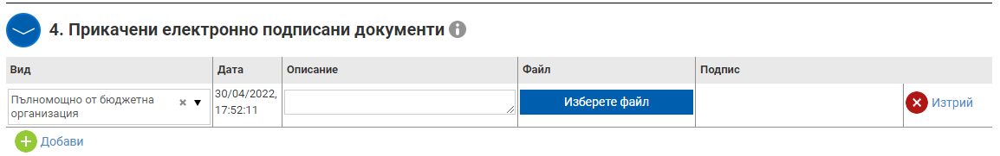 4. Прикачени електронно подписани документи
Вид Дата Описание Файл Подпис
Пълномощно от бюджетна
организация
30/04/2022,
17:52:11
Изберете файл
Изтрий
Добави